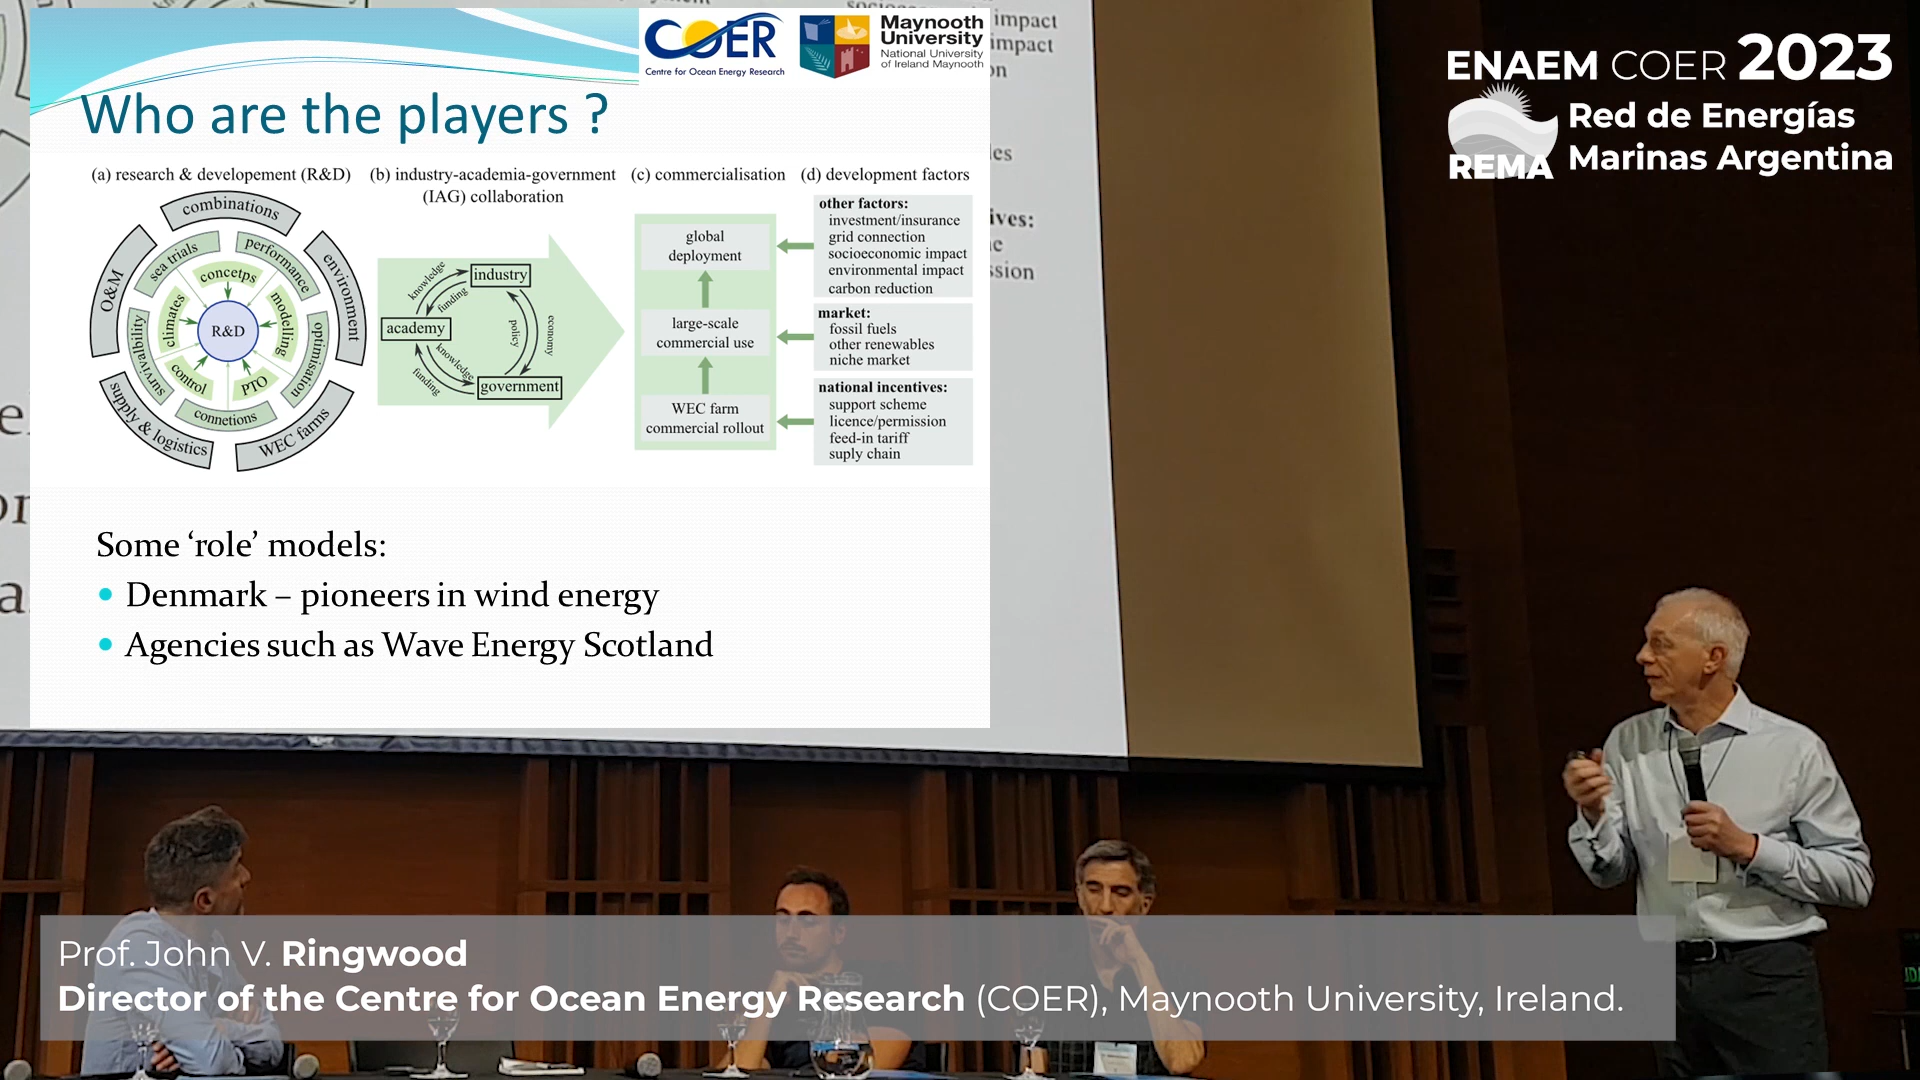 COER
Centre for Ocean Energy Research
Maynooth
University
National University
of Ireland Maynooth
Who are the players ?
(a) research & developement (R&D)
(b) industry-academia-government
(IAG) collaboration
(c) commercialisation
(d) development factors
combinations
environment
WEC farms
supply & logistics
O&M
sea trials
performance
optimisation
connetions
survivalbility
concetps
modelling
PTO
control
climates
R&D
industry
academy
government
knowledge
funding
knowledge
funding
policy
economy
global
deployment
large-scale
commercial use
WEC farm
commercial rollout
other factors:
investment/insurance
grid connection
socioeconomic impact
environmental impact
carbon reduction
market:
fossil fuels
other renewables
niche market
national incentives:
support scheme
licence/permission
feed-in tariff
suply chain
Some ‘role’ models:
• Denmark – pioneers in wind energy
• Agencies such as Wave Energy Scotland
impact
impact
ENAEM COER 2023
REMA
Red de Energías
Marinas Argentina
Prof. John V. Ringwood
Director of the Centre for Ocean Energy Research (COER), Maynooth University, Ireland.